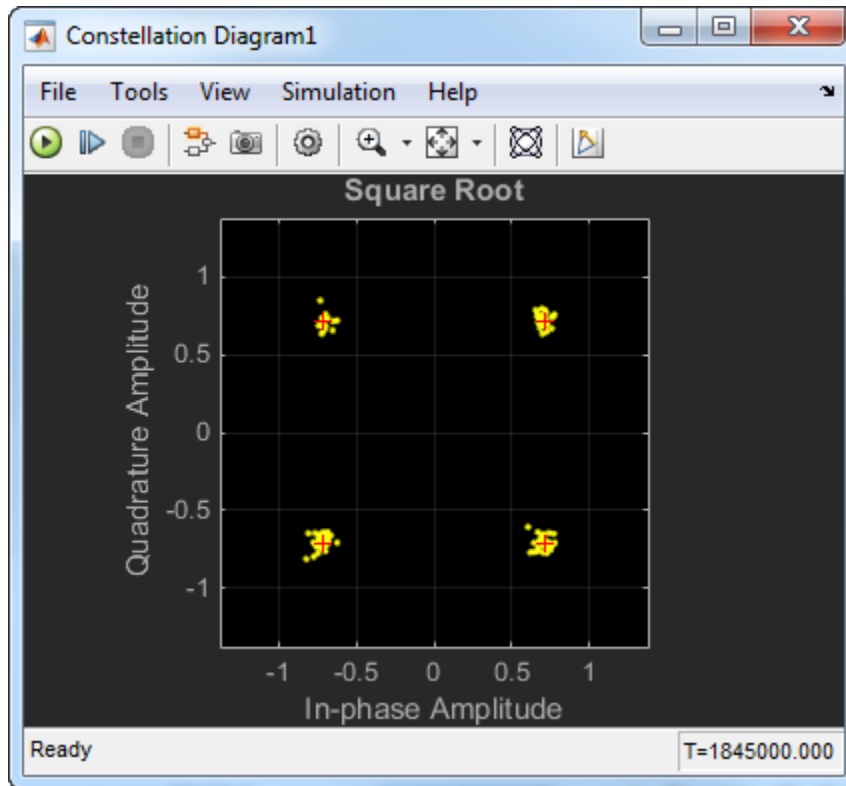 Constellation Diagram1
File Tools View Simulation Help
Square Root
Quadrature Amplitude
1
0.5
0
-0.5
-1
-1 -0.5 0 0.5 1
In-phase Amplitude
Ready T=1845000.000